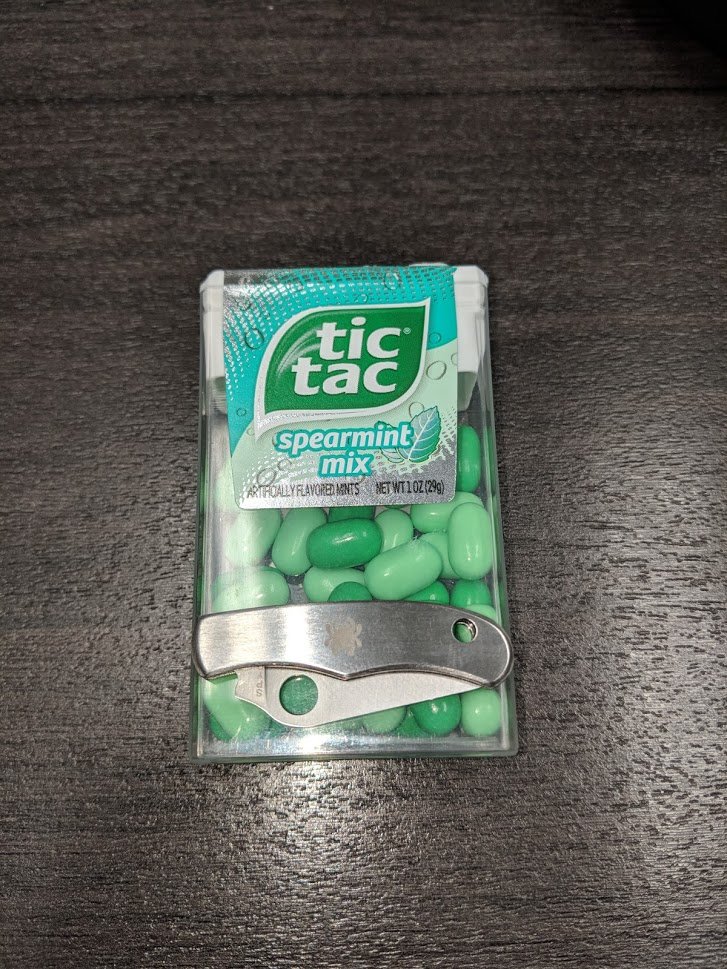 tic®
tac
spearmint
mix
ARTIFICIALLY FLAVORED MINTS NET WT 1 OZ (29g)